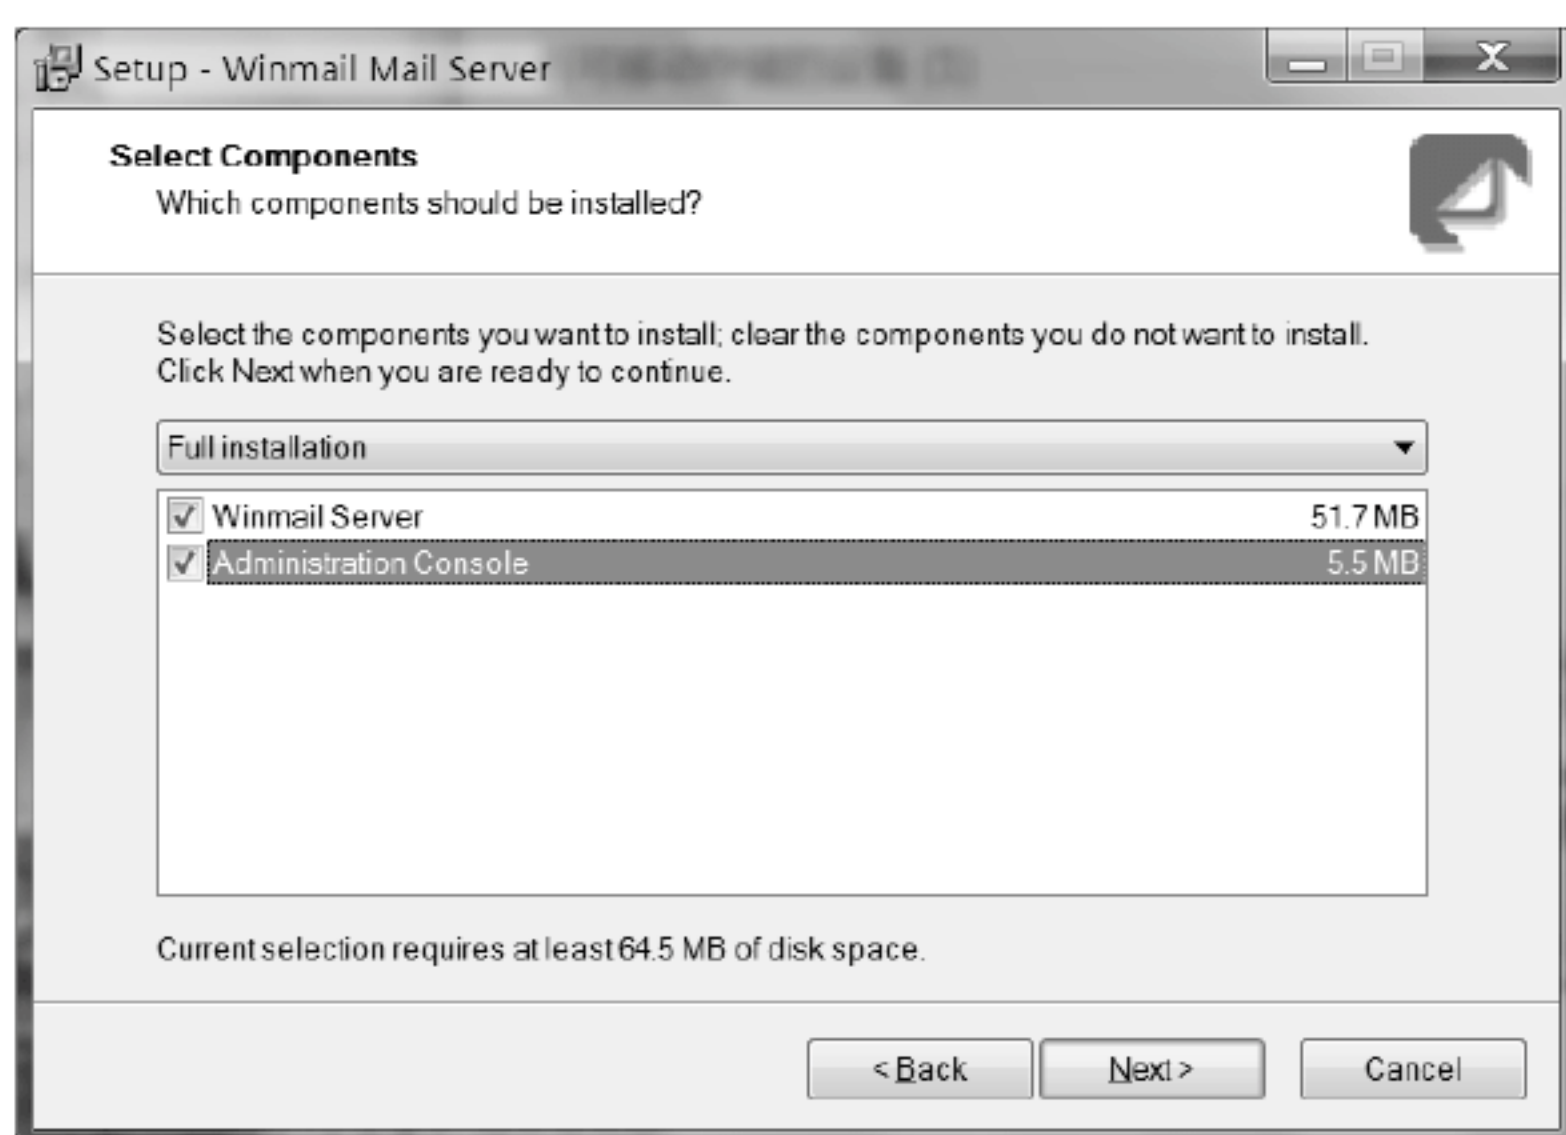 Setup - Winmail Mail Server
Select Components
Which components should be installed?
Select the components you want to install; clear the components you do not want to install.
Click Next when you are ready to continue.
Full installation
Winmail Server 51.7 MB
Administration Console 5.5 MB
Current selection requires at least 64.5 MB of disk space.
< Back Next > Cancel